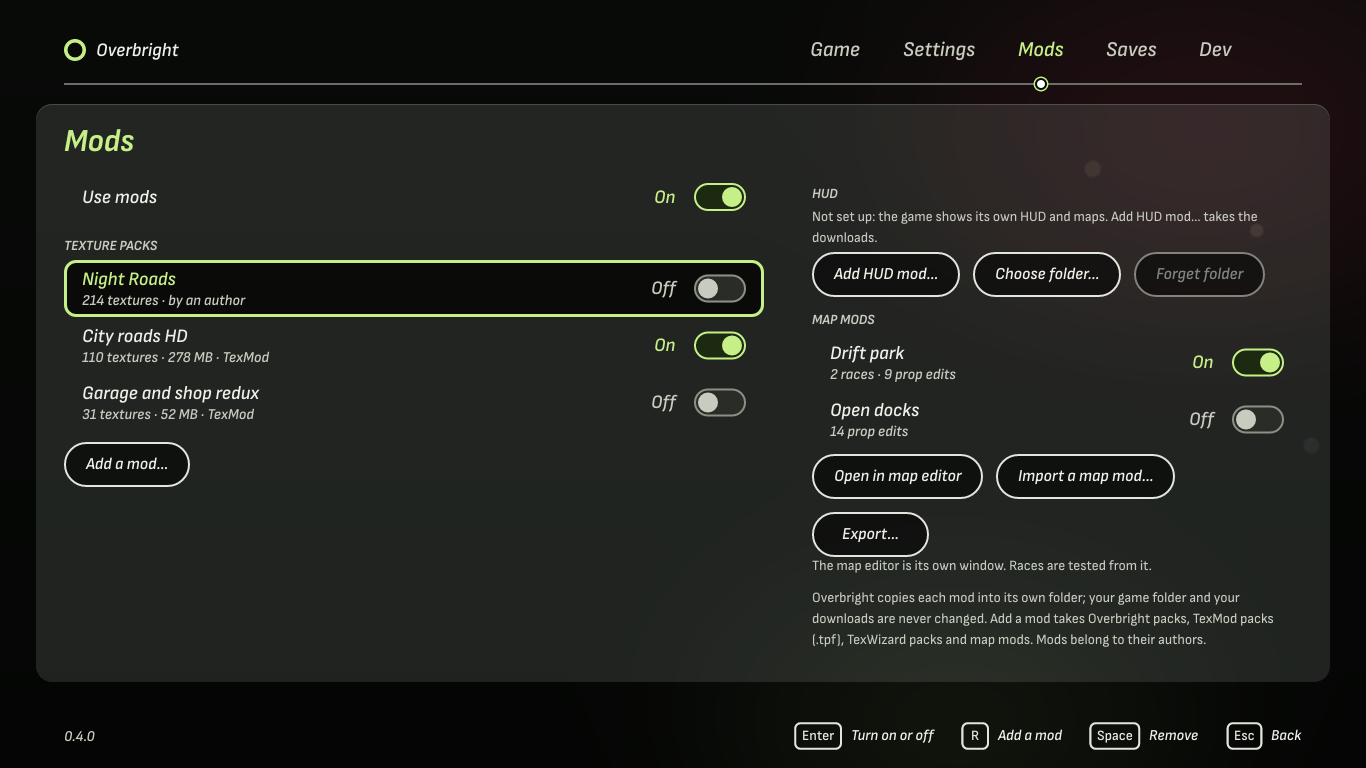 Overbright
Game
Settings
Mods
Saves
Dev
Mods
Use mods
On
TEXTURE PACKS
Night Roads
214 textures · by an author
Off
City roads HD
110 textures · 278 MB · TexMod
On
Garage and shop redux
31 textures · 52 MB · TexMod
Off
Add a mod...
HUD
Not set up: the game shows its own HUD and maps. Add HUD mod... takes the
downloads.
Add HUD mod...
Choose folder...
Forget folder
MAP MODS
Drift park
2 races · 9 prop edits
On
Open docks
14 prop edits
Off
Open in map editor
Import a map mod...
Export...
The map editor is its own window. Races are tested from it.
Overbright copies each mod into its own folder; your game folder and your
downloads are never changed. Add a mod takes Overbright packs, TexMod packs
(.tpf), TexWizard packs and map mods. Mods belong to their authors.
0.4.0
Enter
Turn on or off
R
Add a mod
Space
Remove
Esc
Back